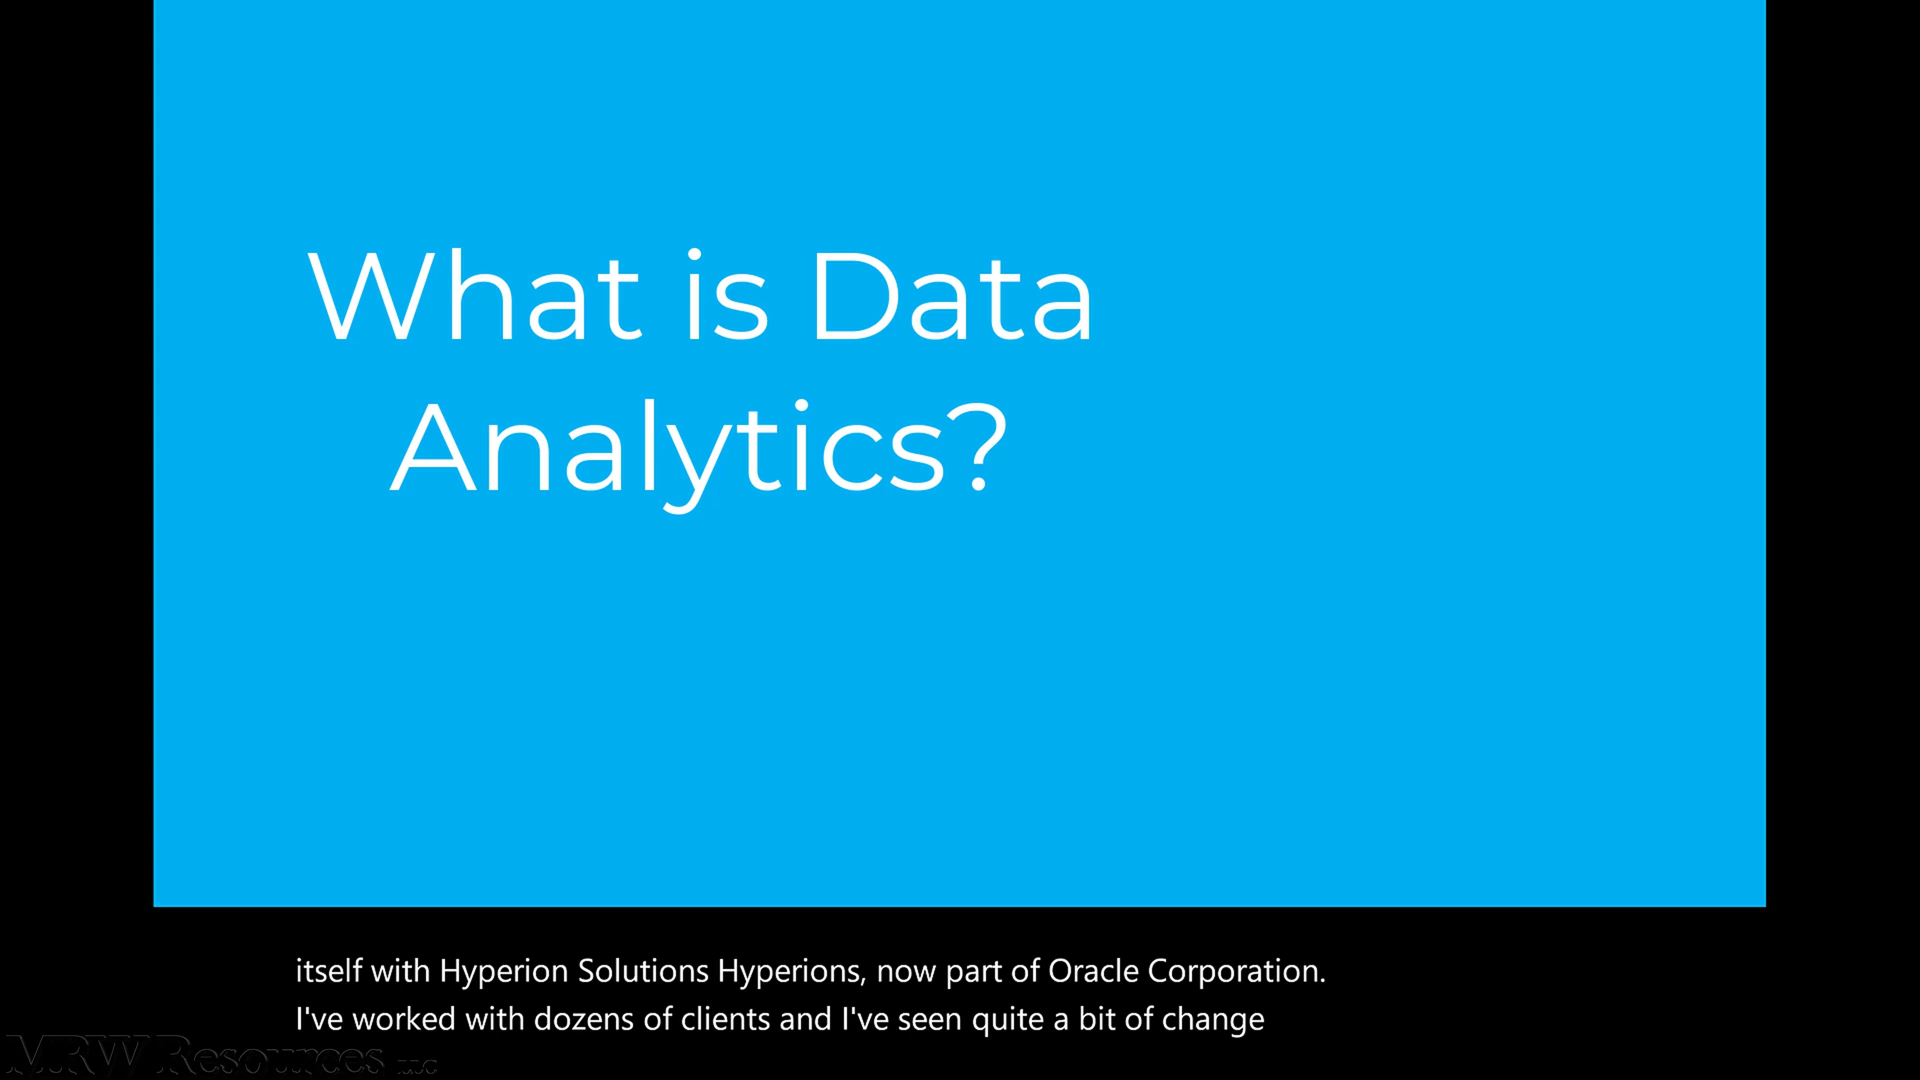 What is Data
Analytics?
itself with Hyperion Solutions Hyperions, now part of Oracle Corporation.
I've worked with dozens of clients and I've seen quite a bit of change
MRW Resources LLC